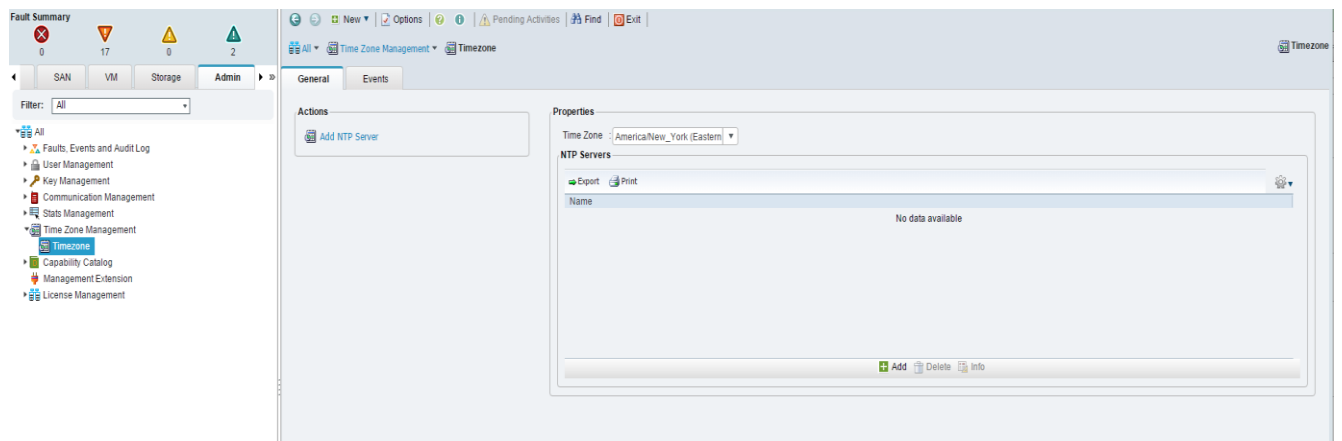 Fault Summary
0 17 0 2
New Options Pending Activities Find Exit
All Time Zone Management Timezone
Timezone
SAN VM Storage Admin
General Events
Filter: All
All
Faults, Events and Audit Log
User Management
Key Management
Communication Management
Stats Management
Time Zone Management
Timezone
Capability Catalog
Management Extension
License Management
Actions
Add NTP Server
Properties
Time Zone : America/New_York (Eastern
NTP Servers
Export Print
Name
No data available
Add Delete Info